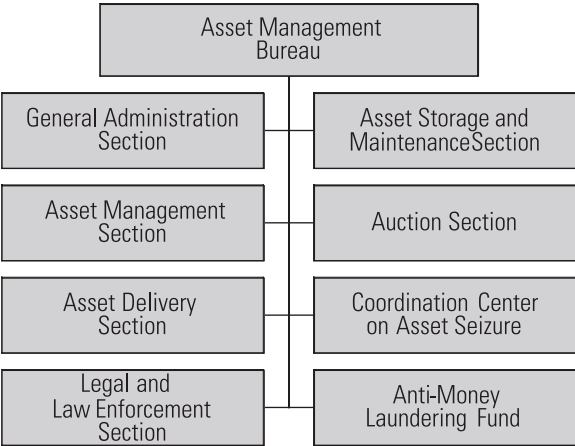 Asset Management
Bureau
General Administration
Section
Asset Storage and
MaintenanceSection
Asset Management
Section
Auction Section
Asset Delivery
Section
Coordination Center
on Asset Seizure
Legal and
Law Enforcement
Section
Anti-Money
Laundering Fund